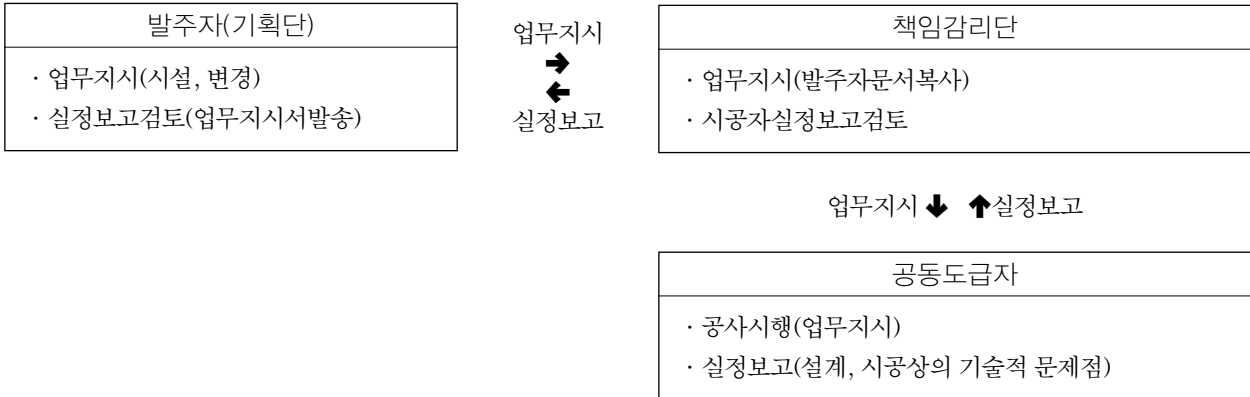 발주자(기획단)
· 업무지시(시설, 변경)
· 실정보고검토(업무지시서발송)
업무지시
➔
←
실정보고
책임감리단
· 업무지시(발주자문서복사)
· 시공자실정보고검토
업무지시 ↓ ↑실정보고
공동도급자
· 공사시행(업무지시)
· 실정보고(설계, 시공상의 기술적 문제점)